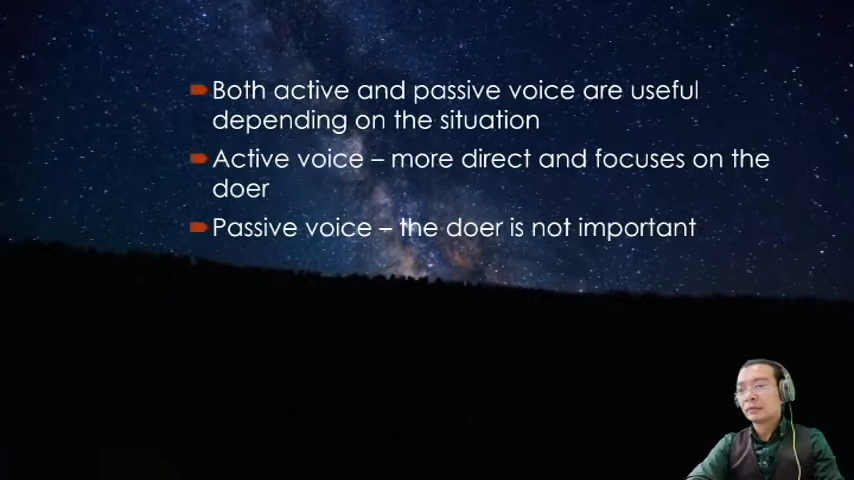 Both active and passive voice are useful
depending on the situation
Active voice – more direct and focuses on the
doer
Passive voice – the doer is not important